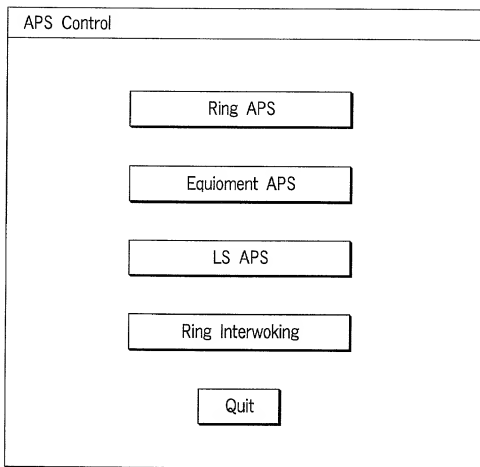 APS Control
Ring APS
Equioment APS
LS APS
Ring Interwoking
Quit